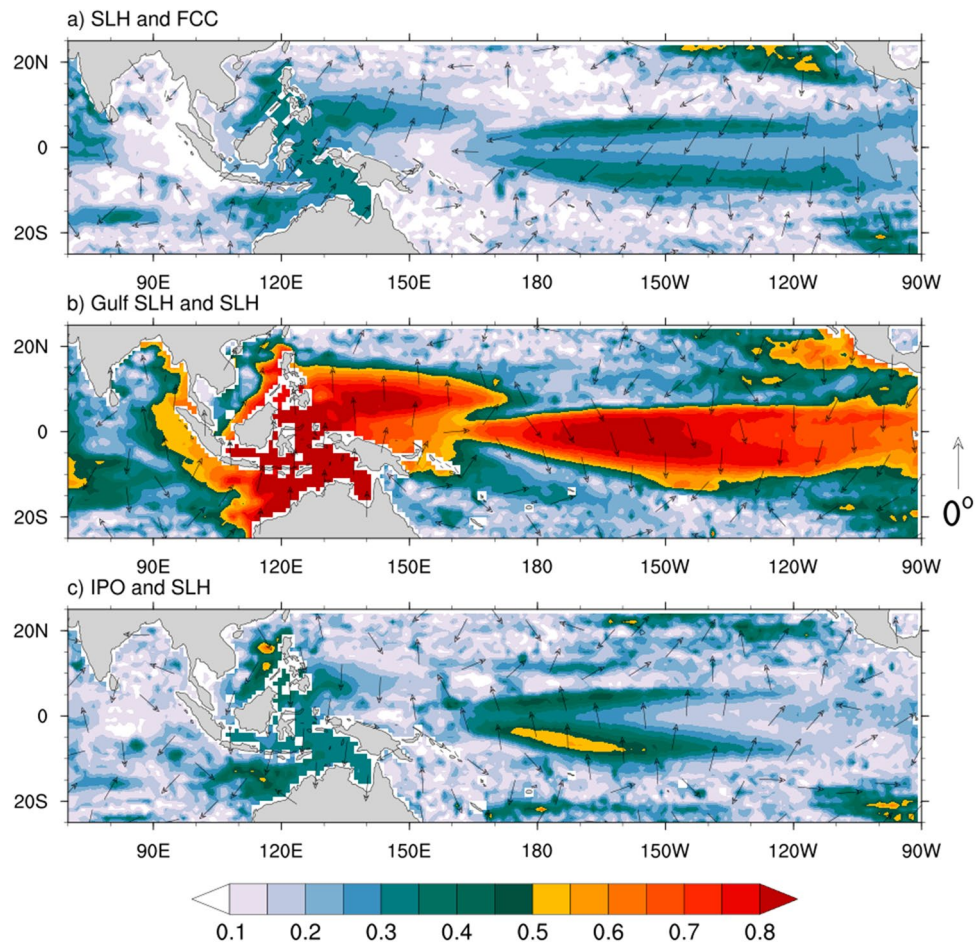 a) SLH and FCC
20N
0
20S
90E 120E 150E 180 150W 120W 90W
b) Gulf SLH and SLH
20N
0
20S
0°
90E 120E 150E 180 150W 120W 90W
c) IPO and SLH
20N
0
20S
90E 120E 150E 180 150W 120W 90W
0.1 0.2 0.3 0.4 0.5 0.6 0.7 0.8